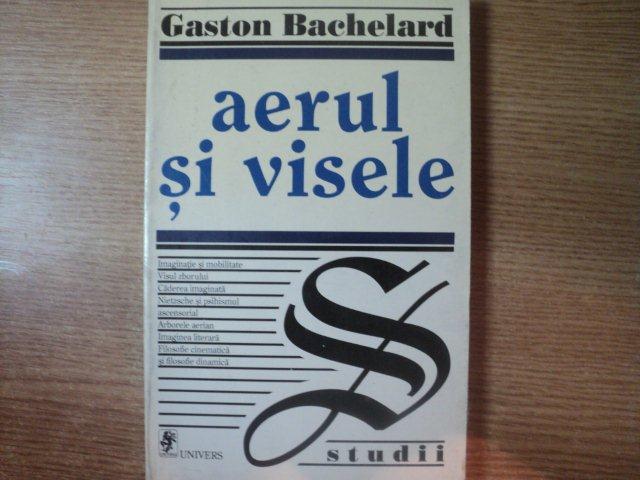 Gaston Bachelard
aerul
și visele
Imaginație și mobilitate
Visul zborului
Căderea imaginată
Nietzsche și psihismul
ascensorial
Arborele aerian
Imaginea literară
Filosofie cinematică
și filosofie dinamică
S
UNIVERS
studii